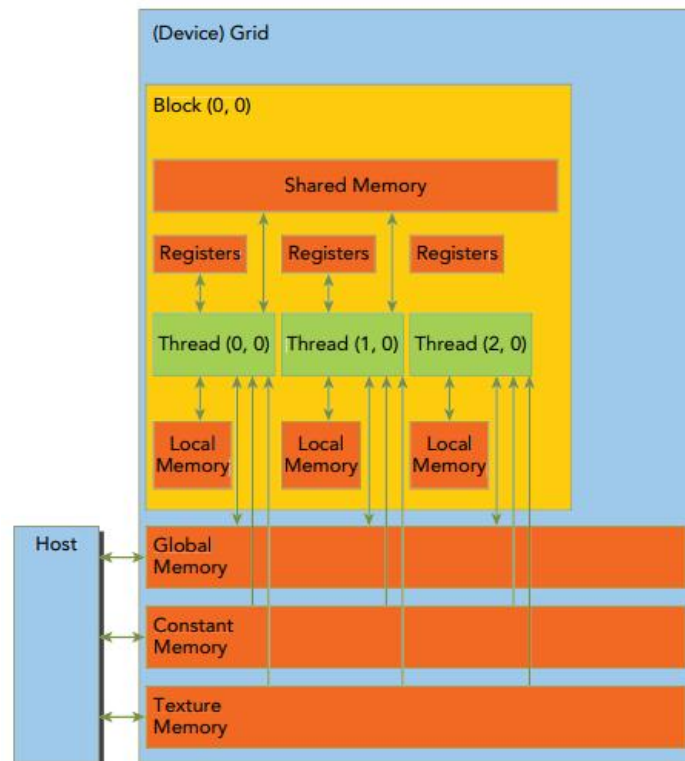 (Device) Grid
Block (0, 0)
Shared Memory
Registers
Registers
Registers
Thread (0, 0)
Thread (1, 0)
Thread (2, 0)
Local
Memory
Local
Memory
Local
Memory
Host
Global
Memory
Constant
Memory
Texture
Memory